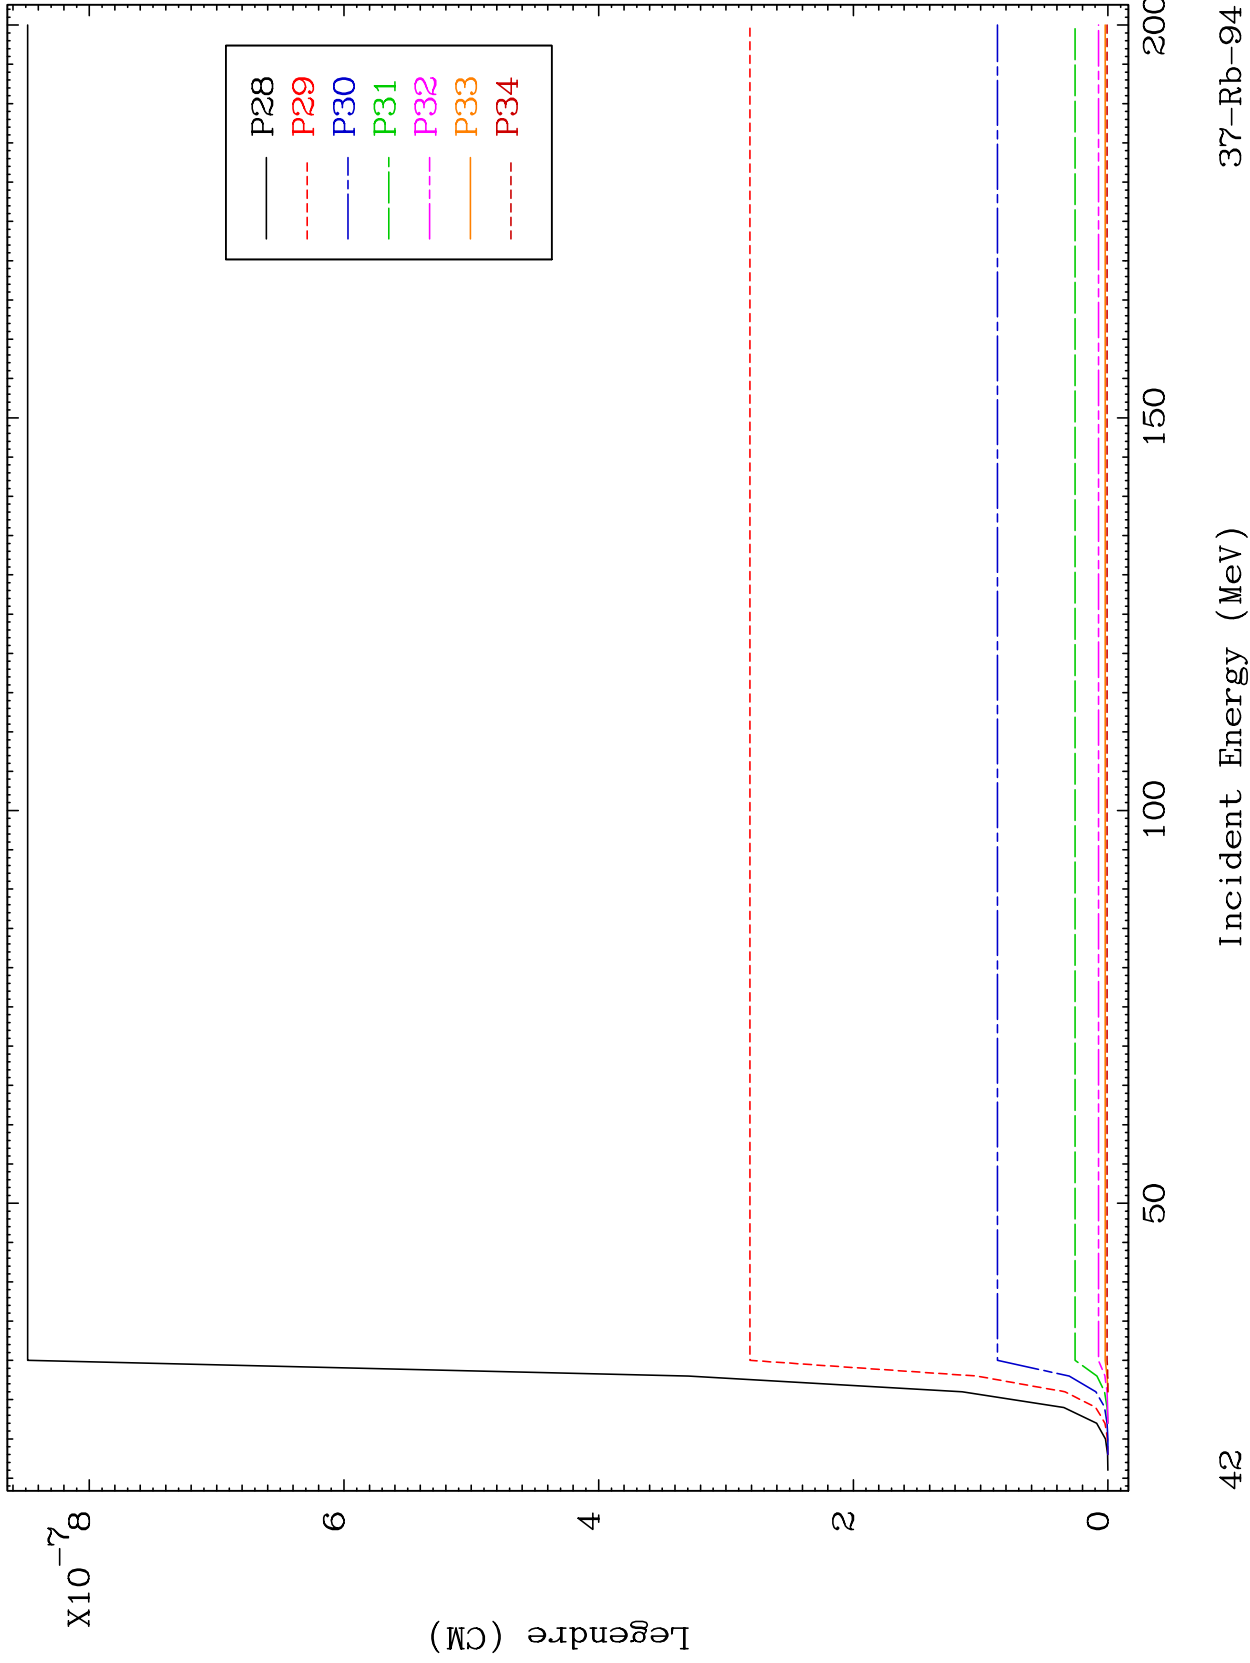 X10-7
8
6
4
2
0
Legendre (CM)
P28
P29
P30
P31
P32
P33
P34
50
100
150
200
42
Incident Energy (MeV)
37-Rb-94